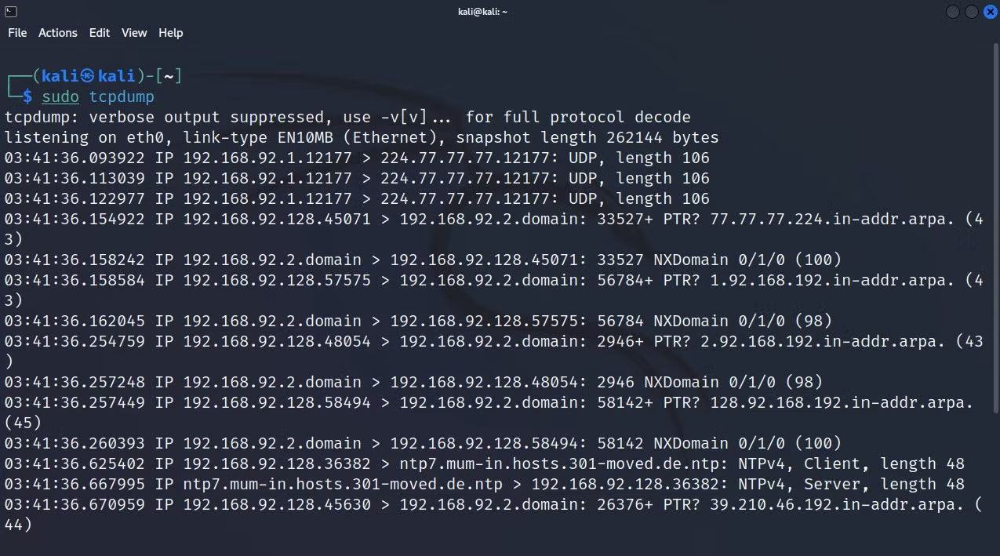 kali@kali: ~
File Actions Edit View Help
┌──(kali㉿kali)-[~]
└─$ sudo tcpdump
tcpdump: verbose output suppressed, use -v[v]... for full protocol decode
listening on eth0, link-type EN10MB (Ethernet), snapshot length 262144 bytes
03:41:36.093922 IP 192.168.92.1.12177 > 224.77.77.77.12177: UDP, length 106
03:41:36.113039 IP 192.168.92.1.12177 > 224.77.77.77.12177: UDP, length 106
03:41:36.122977 IP 192.168.92.1.12177 > 224.77.77.77.12177: UDP, length 106
03:41:36.154922 IP 192.168.92.128.45071 > 192.168.92.2.domain: 33527+ PTR? 77.77.77.224.in-addr.arpa. (4
3)
03:41:36.158242 IP 192.168.92.2.domain > 192.168.92.128.45071: 33527 NXDomain 0/1/0 (100)
03:41:36.158584 IP 192.168.92.128.57575 > 192.168.92.2.domain: 56784+ PTR? 1.92.168.192.in-addr.arpa. (4
3)
03:41:36.162045 IP 192.168.92.2.domain > 192.168.92.128.57575: 56784 NXDomain 0/1/0 (98)
03:41:36.254759 IP 192.168.92.128.48054 > 192.168.92.2.domain: 2946+ PTR? 2.92.168.192.in-addr.arpa. (43
)
03:41:36.257248 IP 192.168.92.2.domain > 192.168.92.128.48054: 2946 NXDomain 0/1/0 (98)
03:41:36.257449 IP 192.168.92.128.58494 > 192.168.92.2.domain: 58142+ PTR? 128.92.168.192.in-addr.arpa.
(45)
03:41:36.260393 IP 192.168.92.2.domain > 192.168.92.128.58494: 58142 NXDomain 0/1/0 (100)
03:41:36.625402 IP 192.168.92.128.36382 > ntp7.mum-in.hosts.301-moved.de.ntp: NTPv4, Client, length 48
03:41:36.667995 IP ntp7.mum-in.hosts.301-moved.de.ntp > 192.168.92.128.36382: NTPv4, Server, length 48
03:41:36.670959 IP 192.168.92.128.45630 > 192.168.92.2.domain: 26376+ PTR? 39.210.46.192.in-addr.arpa. (
44)